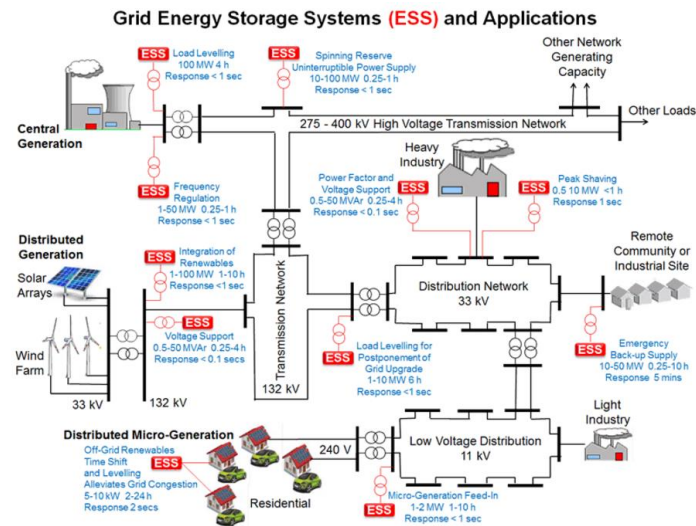 Grid Energy Storage Systems (ESS) and Applications
ESS
Load Levelling
100 MW 4 h
Response < 1 sec
ESS
Spinning Reserve
Uninterruptible Power Supply
10-100 MW 0.25-1 h
Response < 1 sec
Other Network
Generating
Capacity
Other Loads
Central
Generation
275 - 400 kV High Voltage Transmission Network
ESS
Frequency
Regulation
1-50 MW 0.25-1 h
Response < 1 sec
Heavy
Industry
Power Factor and
Voltage Support
0.5-50 MVAr 0.25-4 h
Response < 0.1 sec
ESS
ESS
Peak Shaving
0.5 10 MW <1 h
Response 1 sec
Distributed
Generation
Solar
Arrays
Wind
Farm
33 kV
132 kV
ESS
Integration of
Renewables
1-100 MW 1-10 h
Response <1 sec
ESS
Voltage Support
0.5-50 MVAr 0.25-4 h
Response < 0.1 secs
Transmission Network
132 kV
Distribution Network
33 kV
Remote
Community or
Industrial Site
ESS
Load Levelling for
Postponement of
Grid Upgrade
1-10 MW 6 h
Response <1 sec
ESS
Emergency
Back-up Supply
10-50 MW 0.25-10 h
Response 5 mins
Distributed Micro-Generation
Off-Grid Renewables
Time Shift
and Levelling
Alleviates Grid Congestion
5-10 kW 2-24 h
Response 2 secs
ESS
Residential
240 V
Low Voltage Distribution
11 kV
Light
Industry
ESS
Micro-Generation Feed-In
1-2 MW 1-10 h
Response < 1 sec